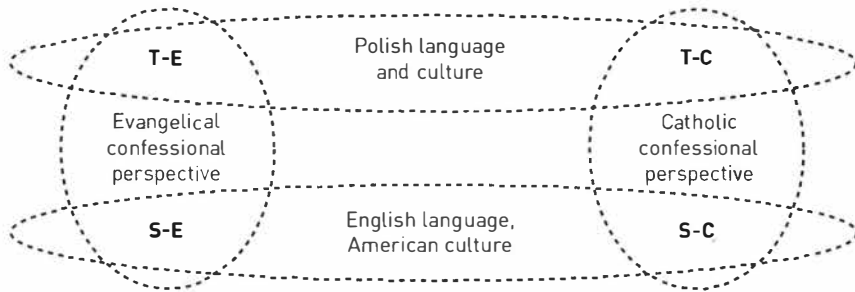 T-E
Polish language
and culture
T-C
Evangelical
confessional
perspective
Catholic
confessional
perspective
S-E
English language,
American culture
S-C